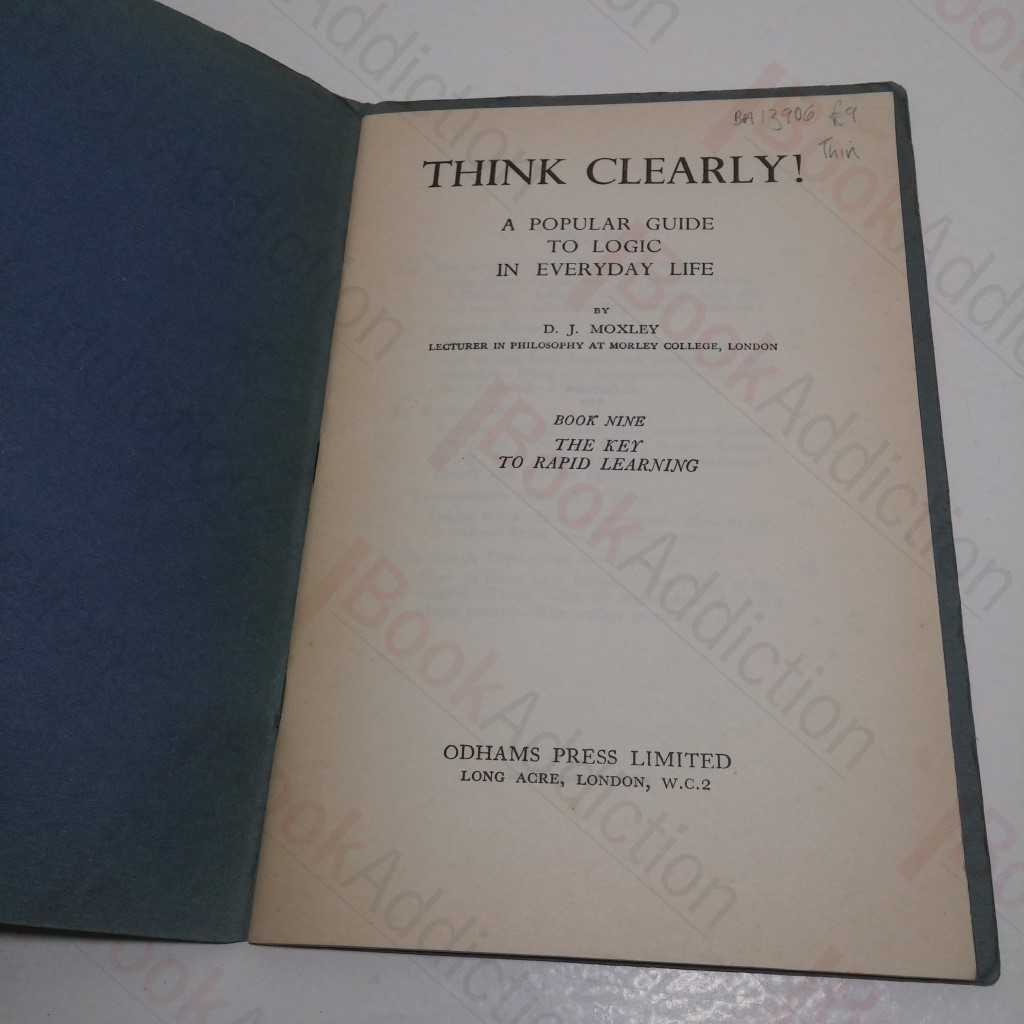 BA13906 £9
Thin
THINK CLEARLY!
A POPULAR GUIDE
TO LOGIC
IN EVERYDAY LIFE
BY
D. J. MOXLEY
LECTURER IN PHILOSOPHY AT MORLEY COLLEGE, LONDON
BOOK NINE
THE KEY
TO RAPID LEARNING
ODHAMS PRESS LIMITED
LONG ACRE, LONDON, W.C.2
BookAddiction